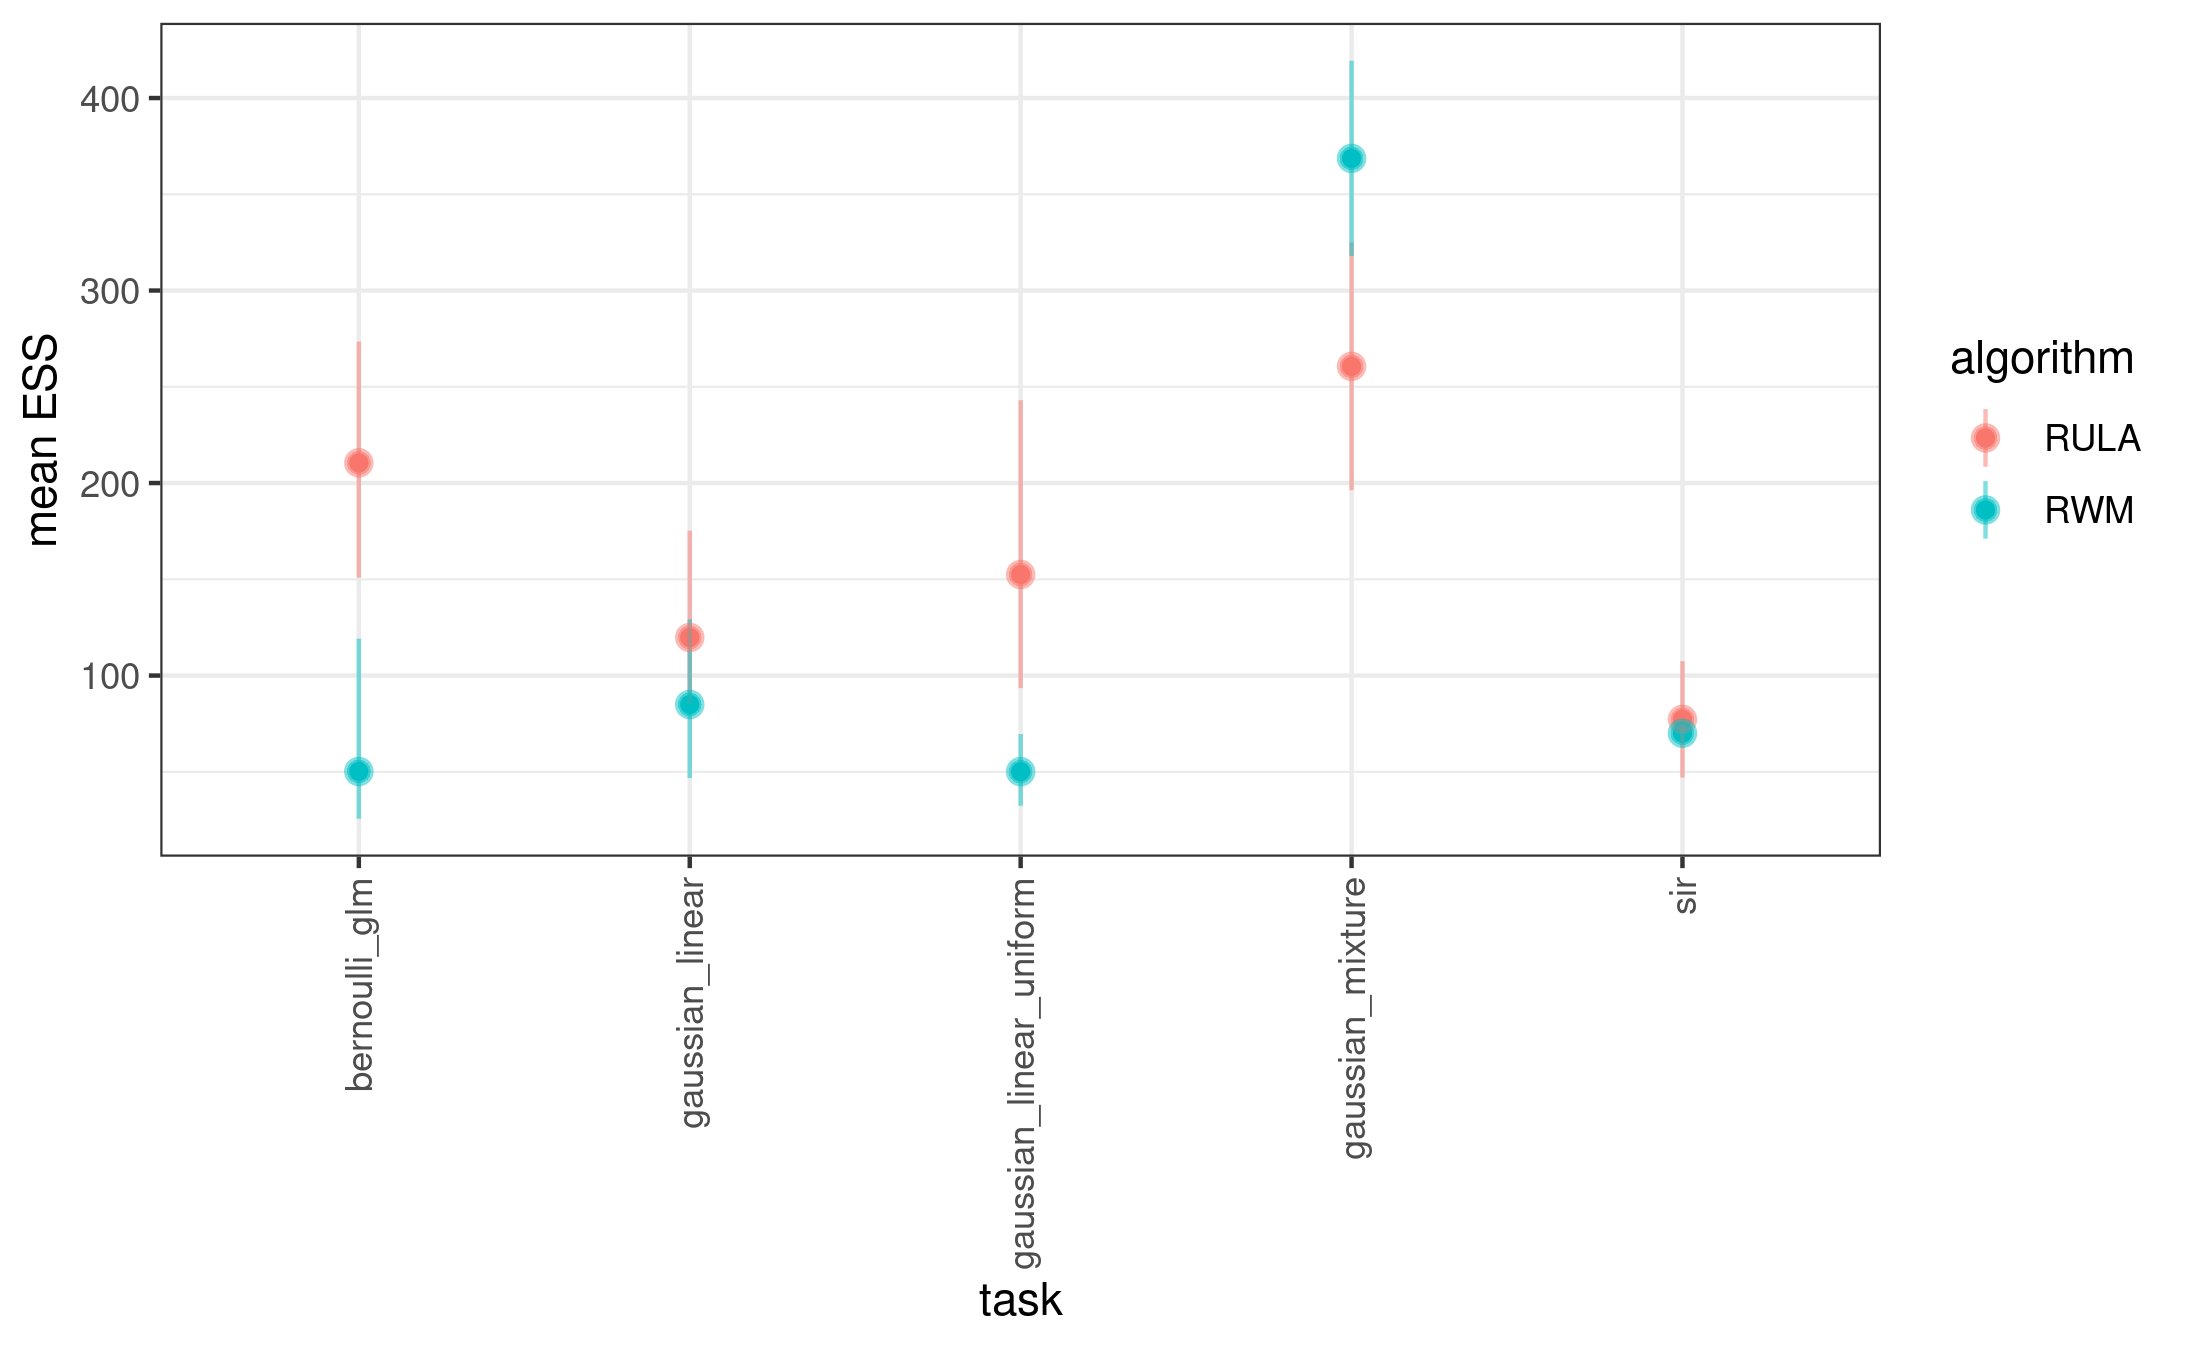 mean ESS
400
300
200
100
bernoulli_glm
gaussian_linear
gaussian_linear_uniform
gaussian_mixture
sir
task
algorithm
RULA
RWM